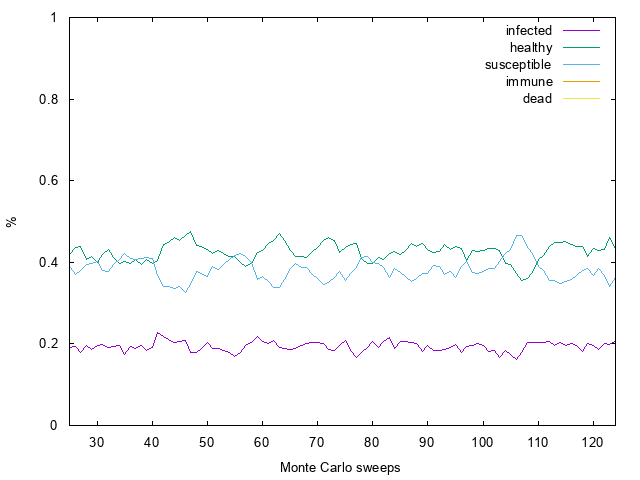 1
0.8
0.6
0.4
0.2
0
%
infected
healthy
susceptible
immune
dead
30 40 50 60 70 80 90 100 110 120
Monte Carlo sweeps